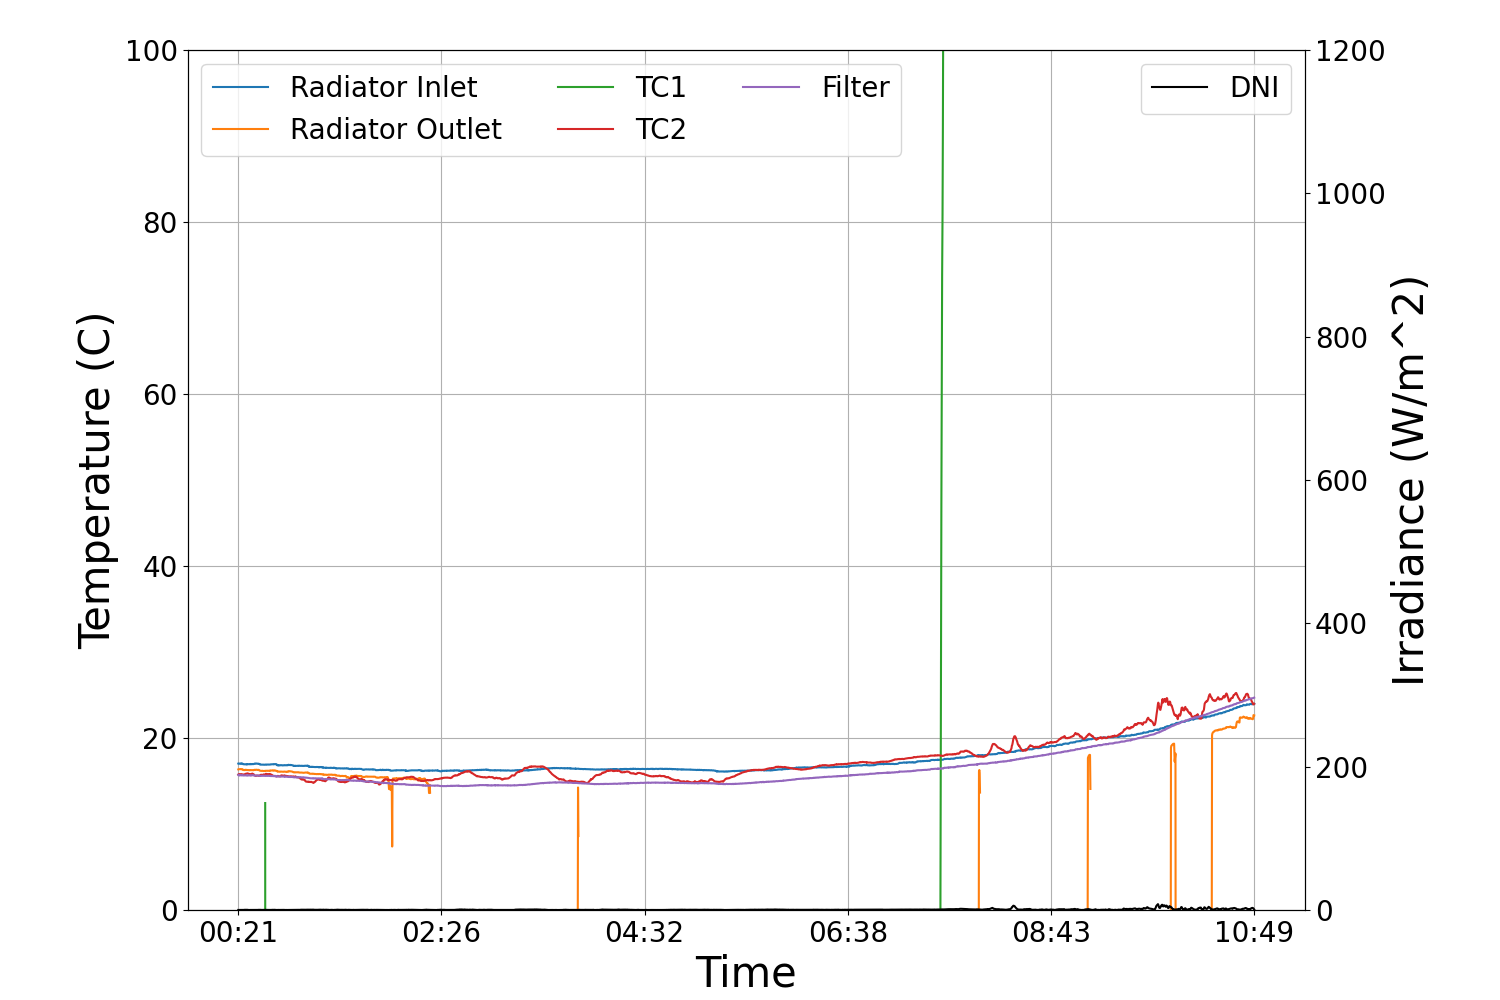 100
80
60
40
20
0
Temperature (C)
Radiator Inlet
Radiator Outlet
TC1
TC2
Filter
DNI
1200
1000
800
600
400
200
0
Irradiance (W/m^2)
00:21 02:26 04:32 06:38 08:43 10:49
Time